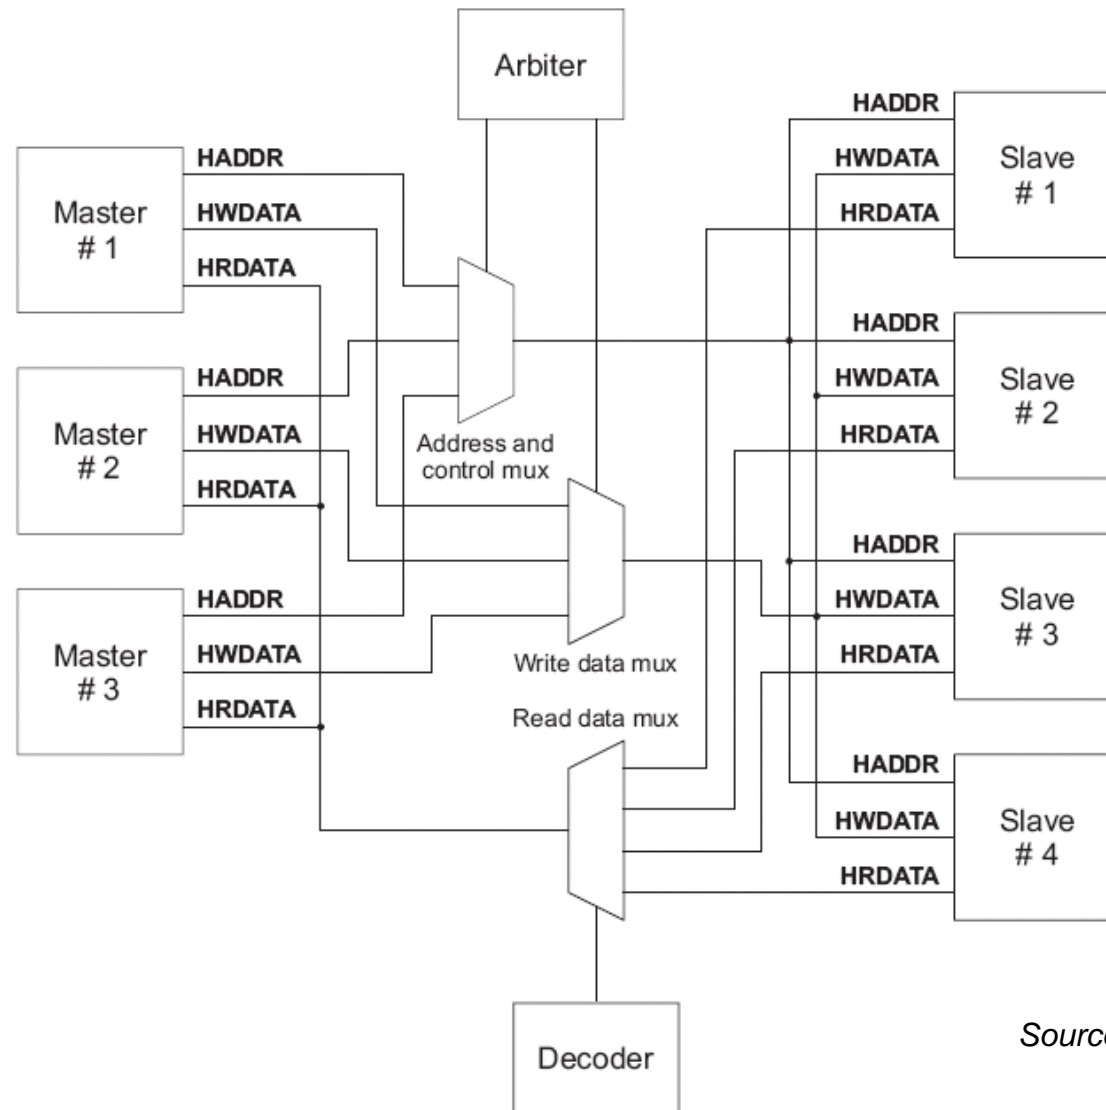 Arbiter
Master
# 1
HADDR
HWDATA
HRDATA
Master
# 2
HADDR
HWDATA
HRDATA
Master
# 3
HADDR
HWDATA
HRDATA
Address and
control mux
Write data mux
Read data mux
HADDR
HWDATA
HRDATA
Slave
# 1
HADDR
HWDATA
HRDATA
Slave
# 2
HADDR
HWDATA
HRDATA
Slave
# 3
HADDR
HWDATA
HRDATA
Slave
# 4
Decoder
Source